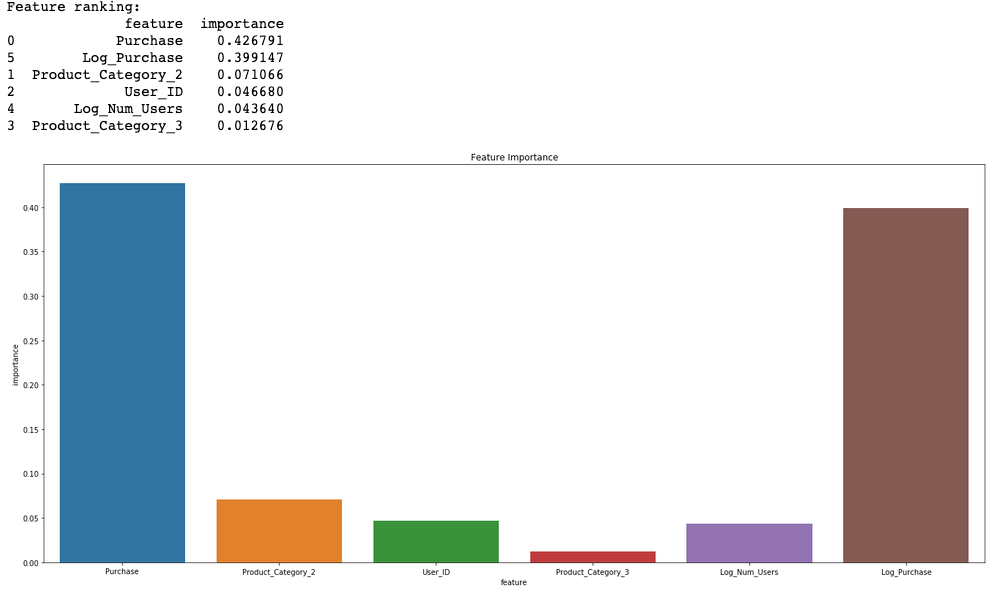 Feature ranking:
feature importance
0 Purchase 0.426791
5 Log_Purchase 0.399147
1 Product_Category_2 0.071066
2 User_ID 0.046680
4 Log_Num_Users 0.043640
3 Product_Category_3 0.012676
Feature Importance
0.40
0.35
0.30
0.25
0.20
0.15
0.10
0.05
0.00
importance
Purchase Product_Category_2 User_ID Product_Category_3 Log_Num_Users Log_Purchase
feature